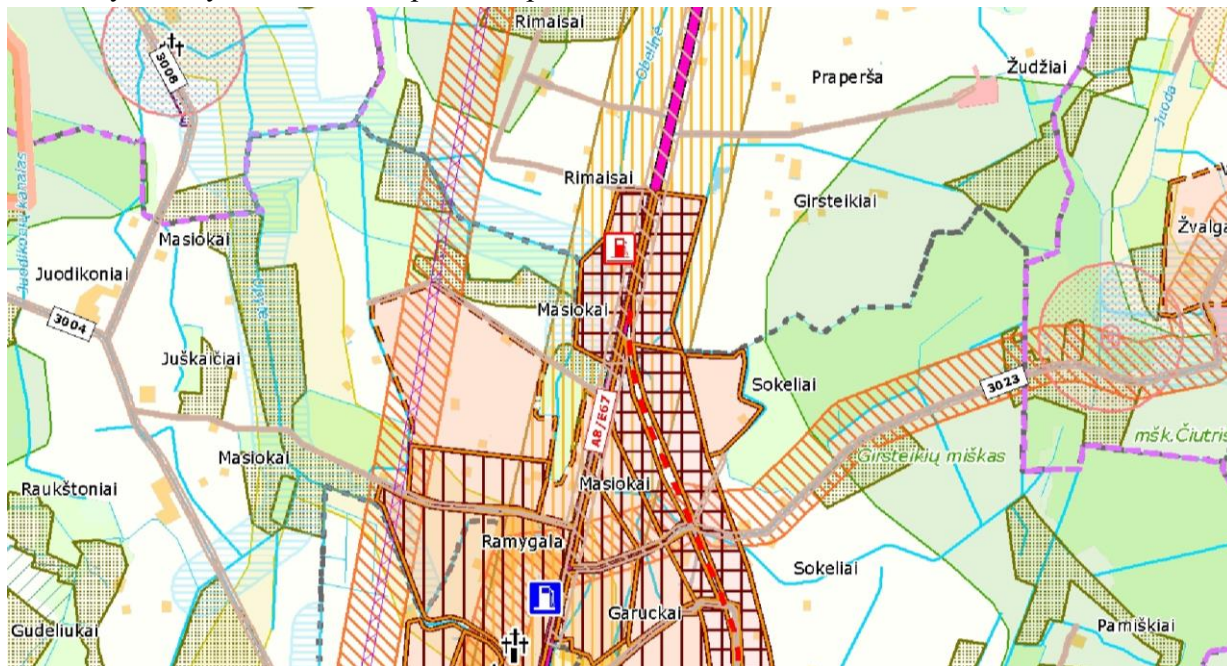 Rimaisai
3006
Obelinė
Praperša
Žudžiai
Juoda
Rimaisai
Juodikonių kanalas
Girsteikiai
Žvalga
Masiokai
Juodikoniai
Masiokai
3004
Juškaičiai
Sokeliai
3023
A8/E67
mšk.Čiutris
Masiokai
Girsteikių miškas
Masiokai
Raukštoniai
Ramygala
Sokeliai
Garuckai
Gudeliukai
Pamiškiai